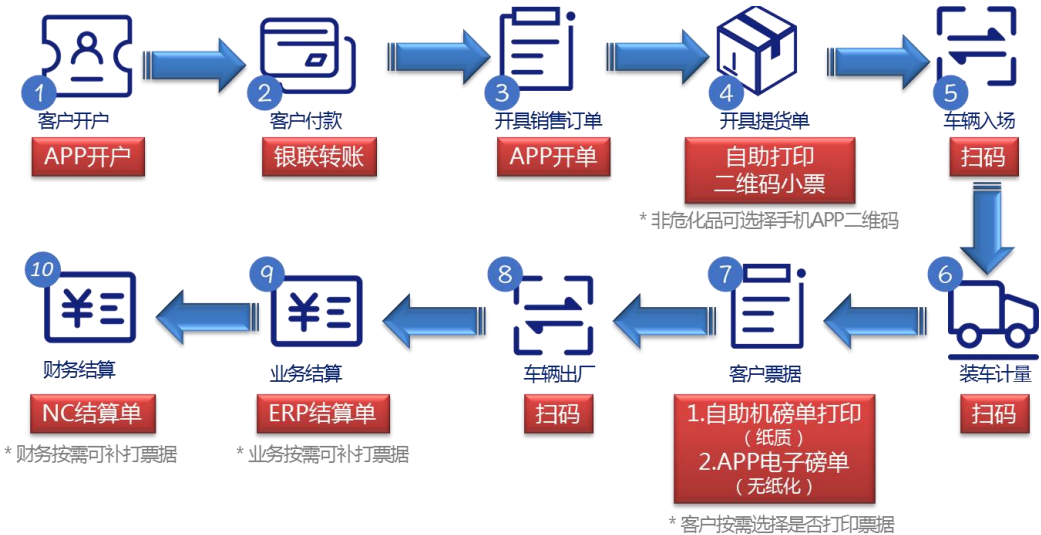 1
客户开户
APP开户
2
客户付款
银联转账
3
开具销售订单
APP开单
4
开具提货单
自助打印
二维码小票
* 非危化品可选择手机APP二维码
5
车辆入场
扫码
6
装车计量
扫码
7
客户票据
1.自助机磅单打印
（纸质）
2.APP电子磅单
（无纸化）
* 客户按需选择是否打印票据
8
车辆出厂
扫码
9
业务结算
ERP结算单
* 业务按需可补打票据
10
财务结算
NC结算单
* 财务按需可补打票据